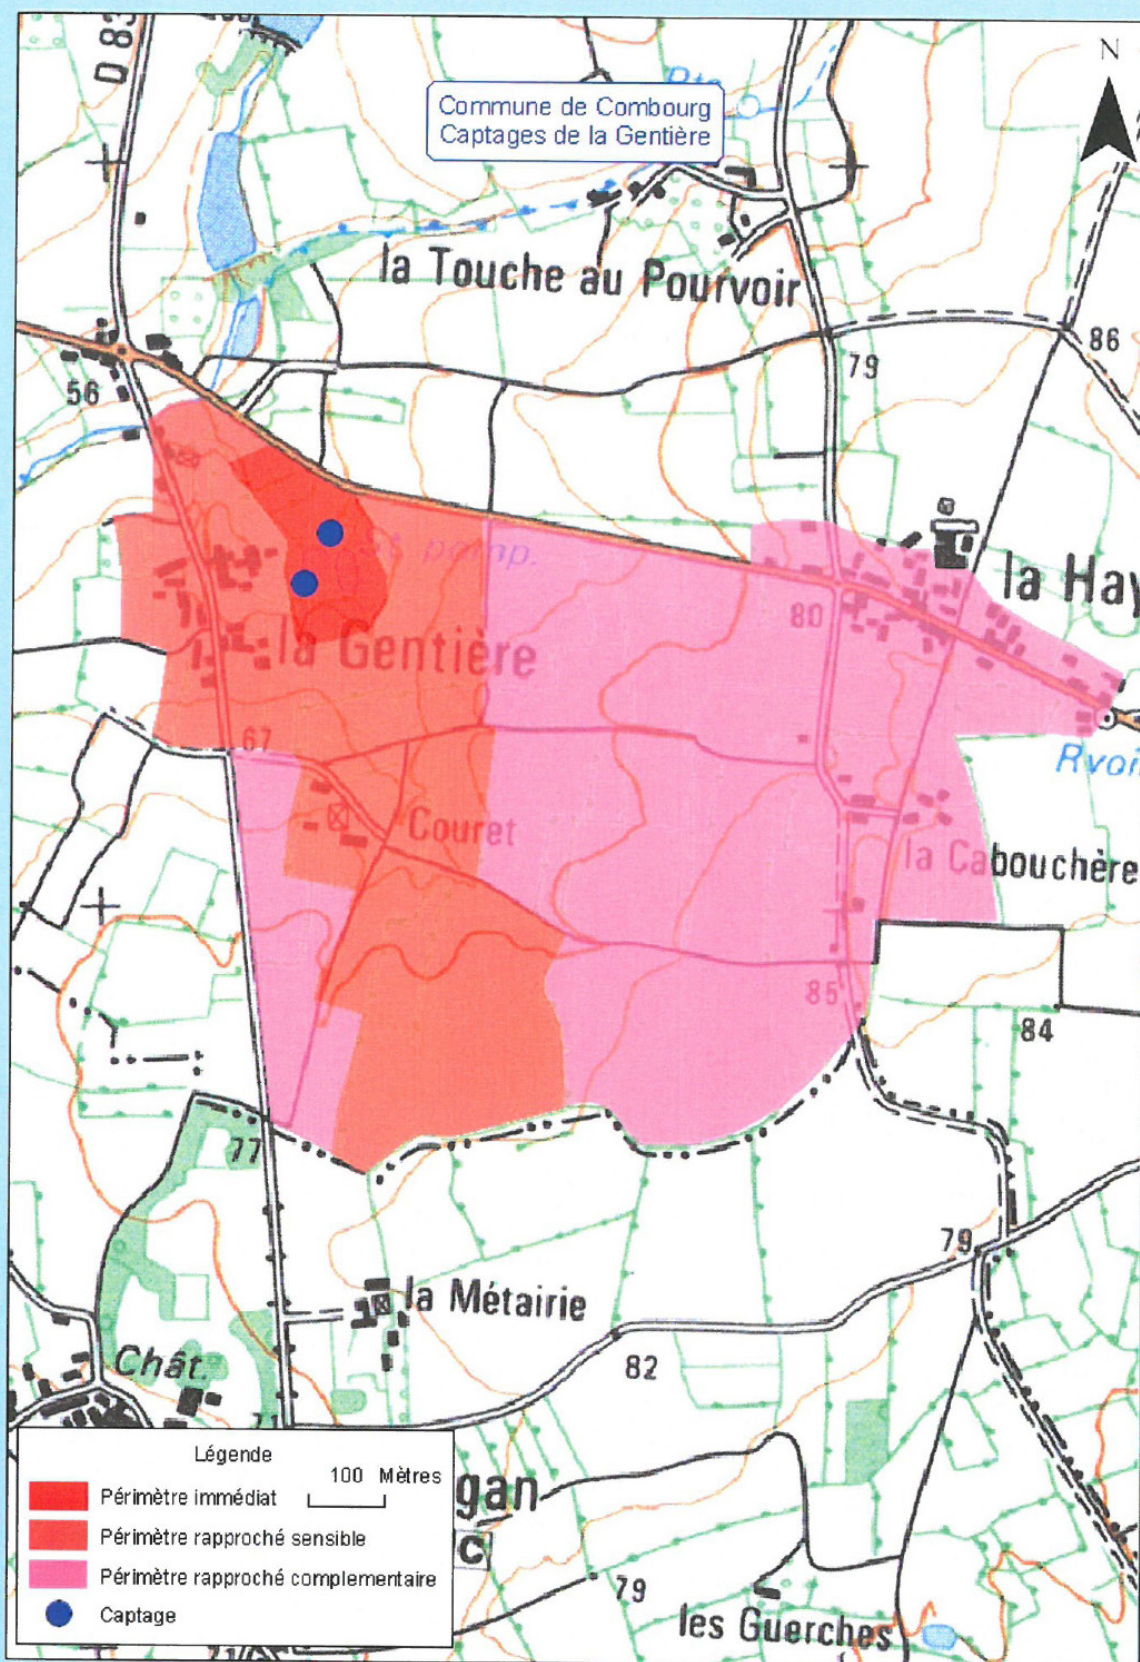 D 83
N
Commune de Combourg
Captages de la Gentière
la Touche au Pourvoir
86
79
56
la Hay
80
la Gentière
67
Rvoir
Couret
la Cabouchère
85
84
77
79
la Métairie
82
Chât.
71
gan
c
79
les Guerches
Légende
100 Mètres
Périmètre immédiat
Périmètre rapproché sensible
Périmètre rapproché complementaire
Captage